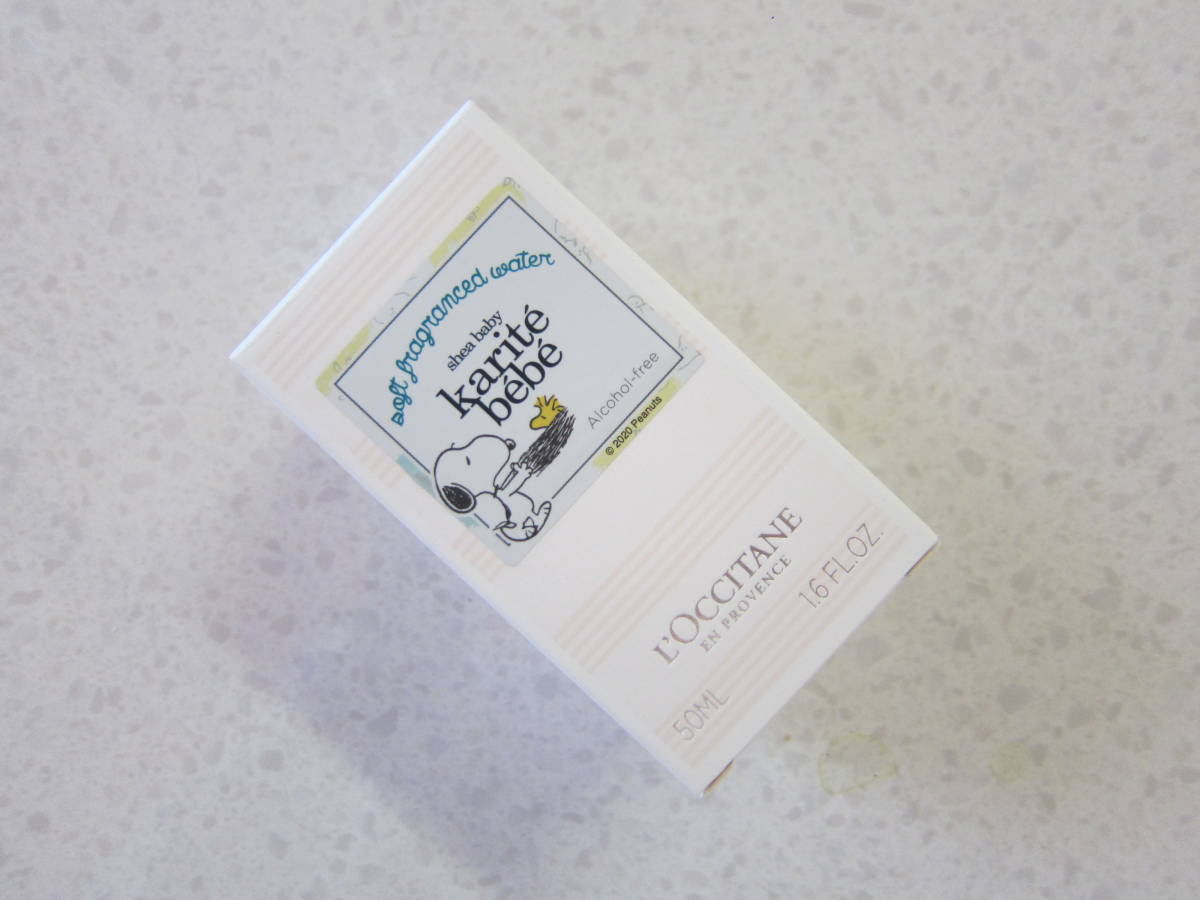 soft fragranced water
shea baby
karité
bébé
Alcohol-free
© 2020 Peanuts
L'OCCITANE
EN PROVENCE
50ML 1.6 FL.OZ.